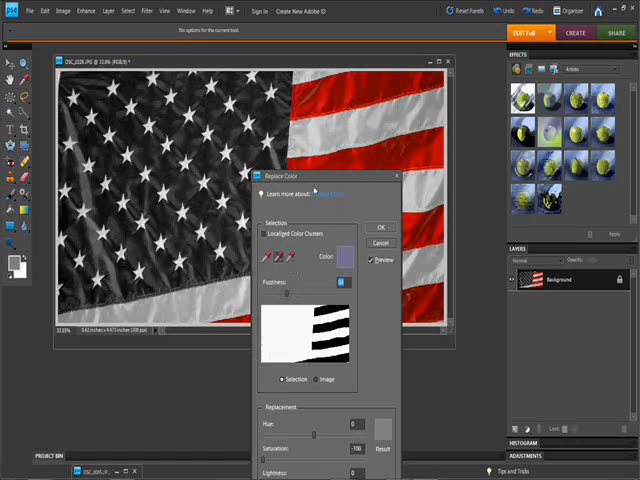 pse File Edit Image Enhance Layer Select Filter View Window Help Sign In Create New Adobe ID Reset Panels Undo Redo Organizer
No options for the current tool.
EDIT Full CREATE SHARE
EFFECTS
Artistic
Apply
LAYERS
Normal Opacity:
Background
Lock:
HISTOGRAM
ADJUSTMENTS
Replace Color
Learn more about:
Selection
Localized Color Clusters
Color:
Fuzziness:
Selection Image
OK
Cancel
Preview
Replacement
Hue: 0
Saturation: -100
Lightness: 0
Result
PROJECT BIN
Tips and Tricks